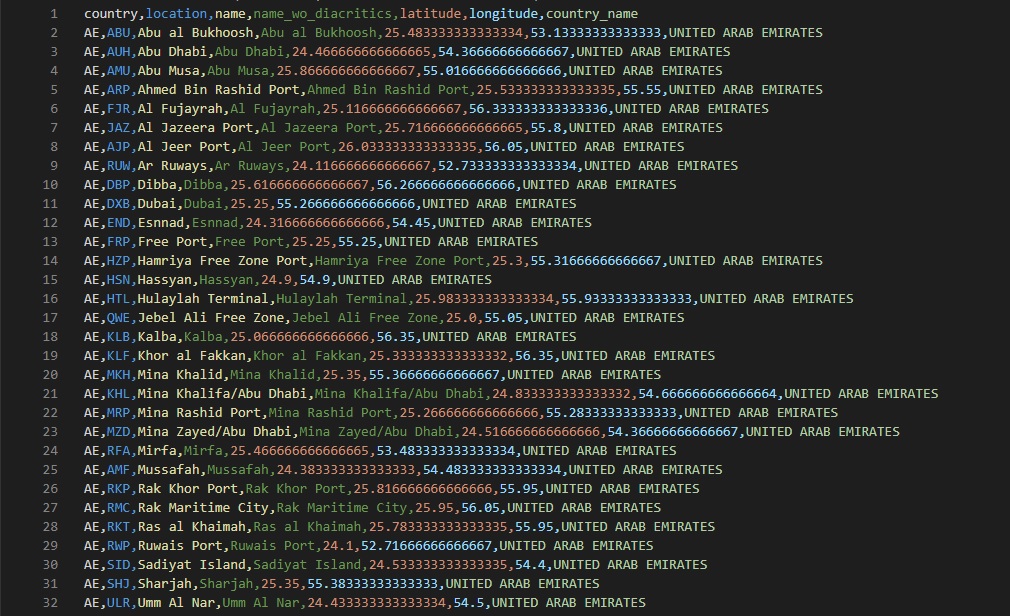 1 country,location,name,name_wo_diacritics,latitude,longitude,country_name
2 AE,ABU,Abu al Bukhoosh,Abu al Bukhoosh,25.483333333333334,53.13333333333333,UNITED ARAB EMIRATES
3 AE,AUH,Abu Dhabi,Abu Dhabi,24.466666666666665,54.36666666666667,UNITED ARAB EMIRATES
4 AE,AMU,Abu Musa,Abu Musa,25.866666666666667,55.016666666666666,UNITED ARAB EMIRATES
5 AE,ARP,Ahmed Bin Rashid Port,Ahmed Bin Rashid Port,25.533333333333335,55.55,UNITED ARAB EMIRATES
6 AE,FJR,Al Fujayrah,Al Fujayrah,25.116666666666667,56.333333333333336,UNITED ARAB EMIRATES
7 AE,JAZ,Al Jazeera Port,Al Jazeera Port,25.716666666666665,55.8,UNITED ARAB EMIRATES
8 AE,AJP,Al Jeer Port,Al Jeer Port,26.033333333333335,56.05,UNITED ARAB EMIRATES
9 AE,RUW,Ar Ruways,Ar Ruways,24.116666666666667,52.733333333333334,UNITED ARAB EMIRATES
10 AE,DBP,Dibba,Dibba,25.616666666666667,56.266666666666666,UNITED ARAB EMIRATES
11 AE,DXB,Dubai,Dubai,25.25,55.266666666666666,UNITED ARAB EMIRATES
12 AE,END,Esnnad,Esnnad,24.316666666666666,54.45,UNITED ARAB EMIRATES
13 AE,FRP,Free Port,Free Port,25.25,55.25,UNITED ARAB EMIRATES
14 AE,HZP,Hamriya Free Zone Port,Hamriya Free Zone Port,25.3,55.31666666666667,UNITED ARAB EMIRATES
15 AE,HSN,Hassyan,Hassyan,24.9,54.9,UNITED ARAB EMIRATES
16 AE,HTL,Hulaylah Terminal,Hulaylah Terminal,25.983333333333334,55.93333333333333,UNITED ARAB EMIRATES
17 AE,QWE,Jebel Ali Free Zone,Jebel Ali Free Zone,25.0,55.05,UNITED ARAB EMIRATES
18 AE,KLB,Kalba,Kalba,25.066666666666666,56.35,UNITED ARAB EMIRATES
19 AE,KLF,Khor al Fakkan,Khor al Fakkan,25.333333333333332,56.35,UNITED ARAB EMIRATES
20 AE,MKH,Mina Khalid,Mina Khalid,25.35,55.36666666666667,UNITED ARAB EMIRATES
21 AE,KHL,Mina Khalifa/Abu Dhabi,Mina Khalifa/Abu Dhabi,24.833333333333332,54.666666666666664,UNITED ARAB EMIRATES
22 AE,MRP,Mina Rashid Port,Mina Rashid Port,25.266666666666666,55.28333333333333,UNITED ARAB EMIRATES
23 AE,MZD,Mina Zayed/Abu Dhabi,Mina Zayed/Abu Dhabi,24.516666666666666,54.36666666666667,UNITED ARAB EMIRATES
24 AE,RFA,Mirfa,Mirfa,25.466666666666665,53.483333333333334,UNITED ARAB EMIRATES
25 AE,AMF,Mussafah,Mussafah,24.383333333333333,54.483333333333334,UNITED ARAB EMIRATES
26 AE,RKP,Rak Khor Port,Rak Khor Port,25.816666666666666,55.95,UNITED ARAB EMIRATES
27 AE,RMC,Rak Maritime City,Rak Maritime City,25.95,56.05,UNITED ARAB EMIRATES
28 AE,RKT,Ras al Khaimah,Ras al Khaimah,25.783333333333335,55.95,UNITED ARAB EMIRATES
29 AE,RWP,Ruwais Port,Ruwais Port,24.1,52.71666666666667,UNITED ARAB EMIRATES
30 AE,SID,Sadiyat Island,Sadiyat Island,24.533333333333335,54.4,UNITED ARAB EMIRATES
31 AE,SHJ,Sharjah,Sharjah,25.35,55.38333333333333,UNITED ARAB EMIRATES
32 AE,ULR,Umm Al Nar,Umm Al Nar,24.433333333333334,54.5,UNITED ARAB EMIRATES